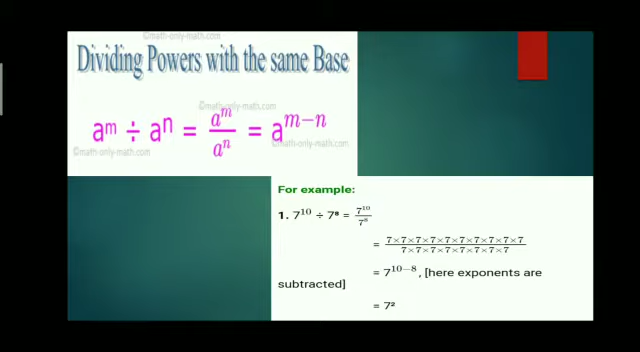 ©math-only-math.com
Dividing Powers with the same Base
©math-only-math.com
aᵐ ÷ aⁿ = aᵐ/aⁿ = aᵐ⁻ⁿ
©math-only-math.com
©math-only-math.com
For example:
1. 7¹⁰ ÷ 7⁸ = 7¹⁰/7⁸
= 7×7×7×7×7×7×7×7×7×7/7×7×7×7×7×7×7×7
= 7¹⁰⁻⁸, [here exponents are
subtracted]
= 7²